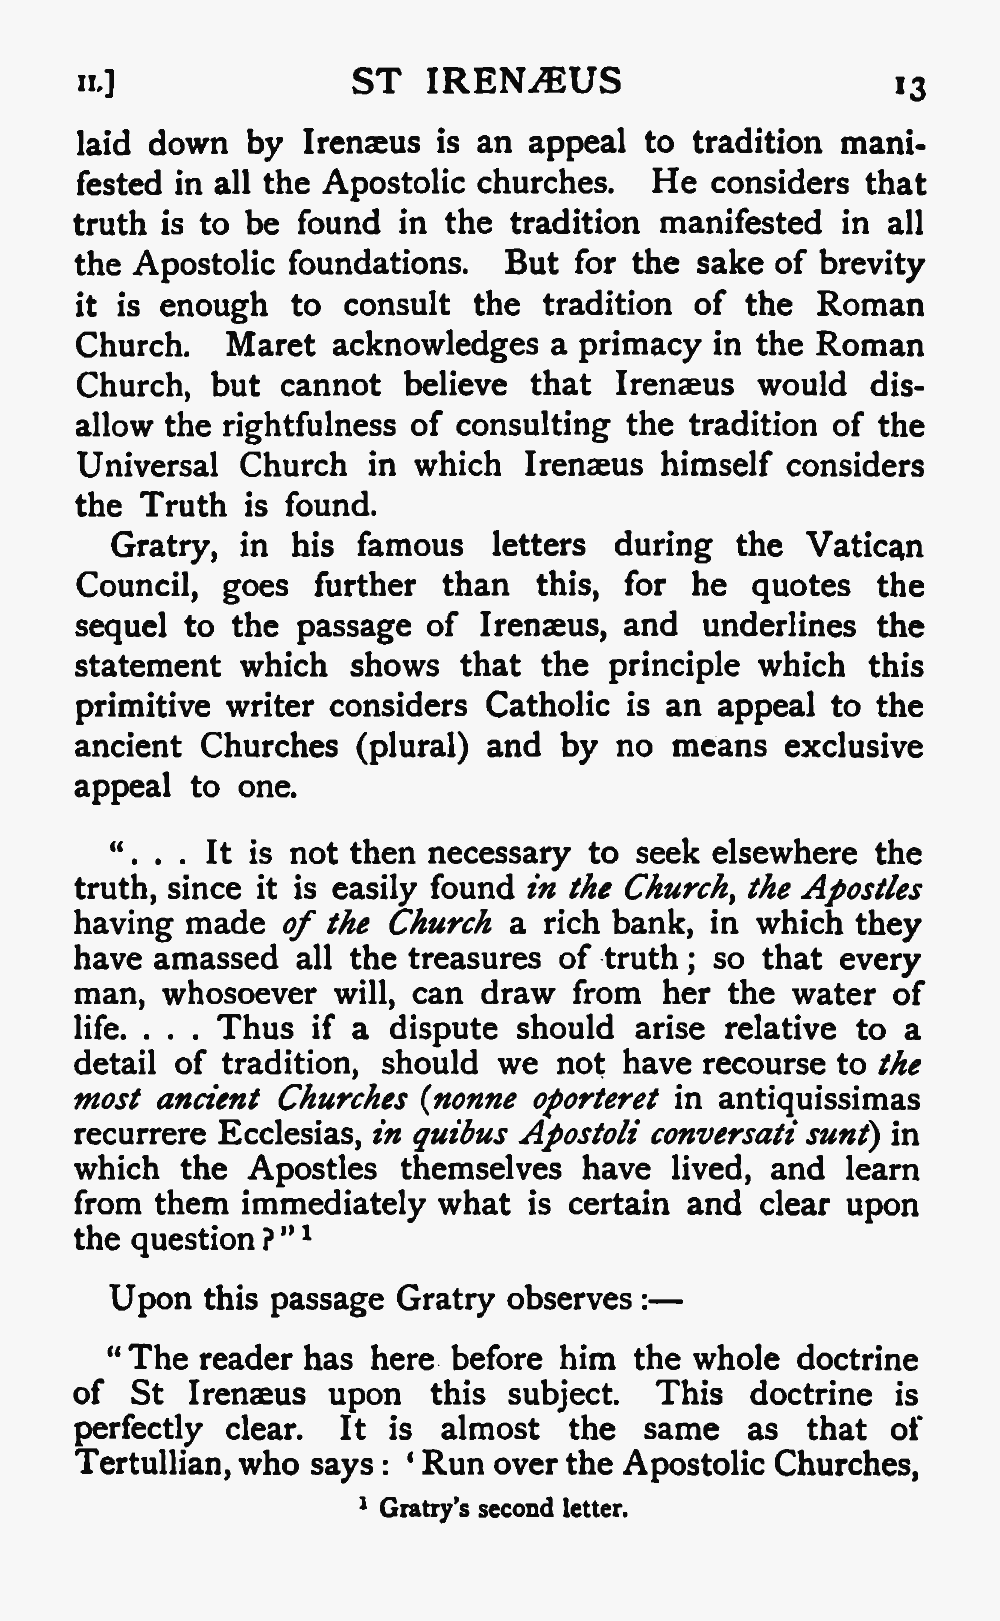 II.] ST IRENÆUS 13
laid down by Irenæus is an appeal to tradition mani-
fested in all the Apostolic churches. He considers that
truth is to be found in the tradition manifested in all
the Apostolic foundations. But for the sake of brevity
it is enough to consult the tradition of the Roman
Church. Maret acknowledges a primacy in the Roman
Church, but cannot believe that Irenæus would dis-
allow the rightfulness of consulting the tradition of the
Universal Church in which Irenæus himself considers
the Truth is found.
Gratry, in his famous letters during the Vatican
Council, goes further than this, for he quotes the
sequel to the passage of Irenæus, and underlines the
statement which shows that the principle which this
primitive writer considers Catholic is an appeal to the
ancient Churches (plural) and by no means exclusive
appeal to one.
“. . . It is not then necessary to seek elsewhere the
truth, since it is easily found in the Church, the Apostles
having made of the Church a rich bank, in which they
have amassed all the treasures of truth; so that every
man, whosoever will, can draw from her the water of
life. . . . Thus if a dispute should arise relative to a
detail of tradition, should we not have recourse to the
most ancient Churches (nonne oporteret in antiquissimas
recurrere Ecclesias, in quibus Apostoli conversati sunt) in
which the Apostles themselves have lived, and learn
from them immediately what is certain and clear upon
the question?” 1
Upon this passage Gratry observes:—
“The reader has here before him the whole doctrine
of St Irenæus upon this subject. This doctrine is
perfectly clear. It is almost the same as that of
Tertullian, who says: ‘Run over the Apostolic Churches,
1 Gratry's second letter.